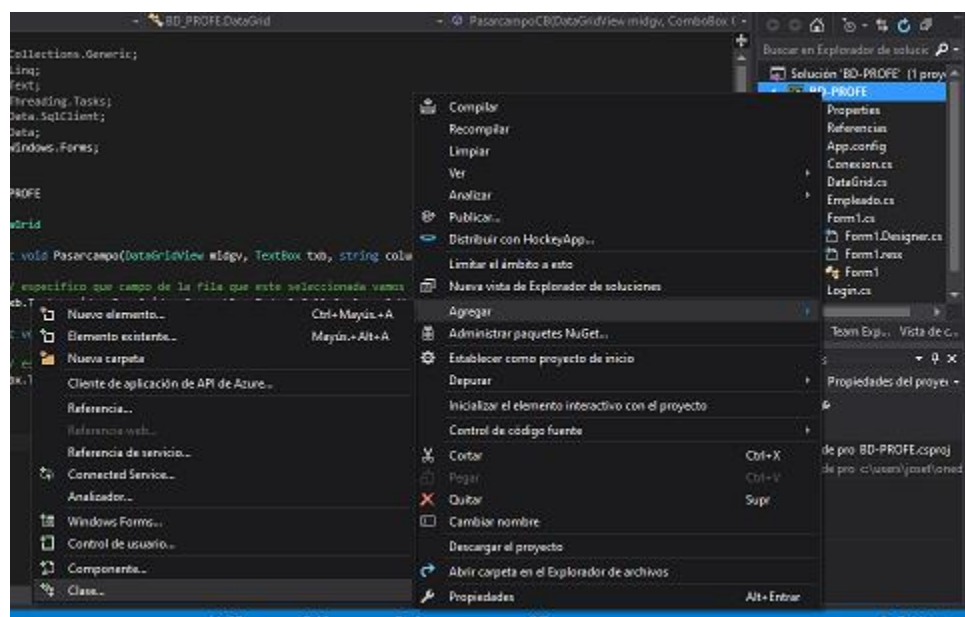 BD_PROFE.DataGrid
PasarcampoCB(DataGridView midgv, ComboBox
Collections.Generic;
Linq;
Text;
Threading.Tasks;
Data.SqlClient;
Data;
Windows.Forms;
PROFE
Grid
void Pasarcampo(DataGridView midgv, TextBox txb, string colu
especifico que campo de la fila que este seleccionada vamos
Nuevo elemento... Ctrl+Mayús.+A
Elemento existente... Mayús.+Alt+A
Nueva carpeta
Cliente de aplicación de API de Azure...
Referencia...
Referencia web...
Referencia de servicio...
Connected Service...
Analizador...
Windows Forms...
Control de usuario...
Componente...
Clase...
Compilar
Recompilar
Limpiar
Ver
Analizar
Publicar...
Distribuir con HockeyApp...
Limitar el ámbito a esto
Nueva vista de Explorador de soluciones
Agregar
Administrar paquetes NuGet...
Establecer como proyecto de inicio
Depurar
Inicializar el elemento interactivo con el proyecto
Control de código fuente
Cortar Ctrl+X
Pegar Ctrl+V
Quitar Supr
Cambiar nombre
Descargar el proyecto
Abrir carpeta en el Explorador de archivos
Propiedades Alt+Entrar
Buscar en Explorador de solucic
Solución 'BD-PROFE' (1 proye
BD-PROFE
Properties
Referencias
App.config
Conexion.cs
DataGrid.cs
Empleado.cs
Form1.cs
Form1.Designer.cs
Form1.resx
Form1
Login.cs
Team Exp... Vista de c...
Propiedades del proyec
de pro BD-PROFE.csproj
de pro c:\users\josef\oned